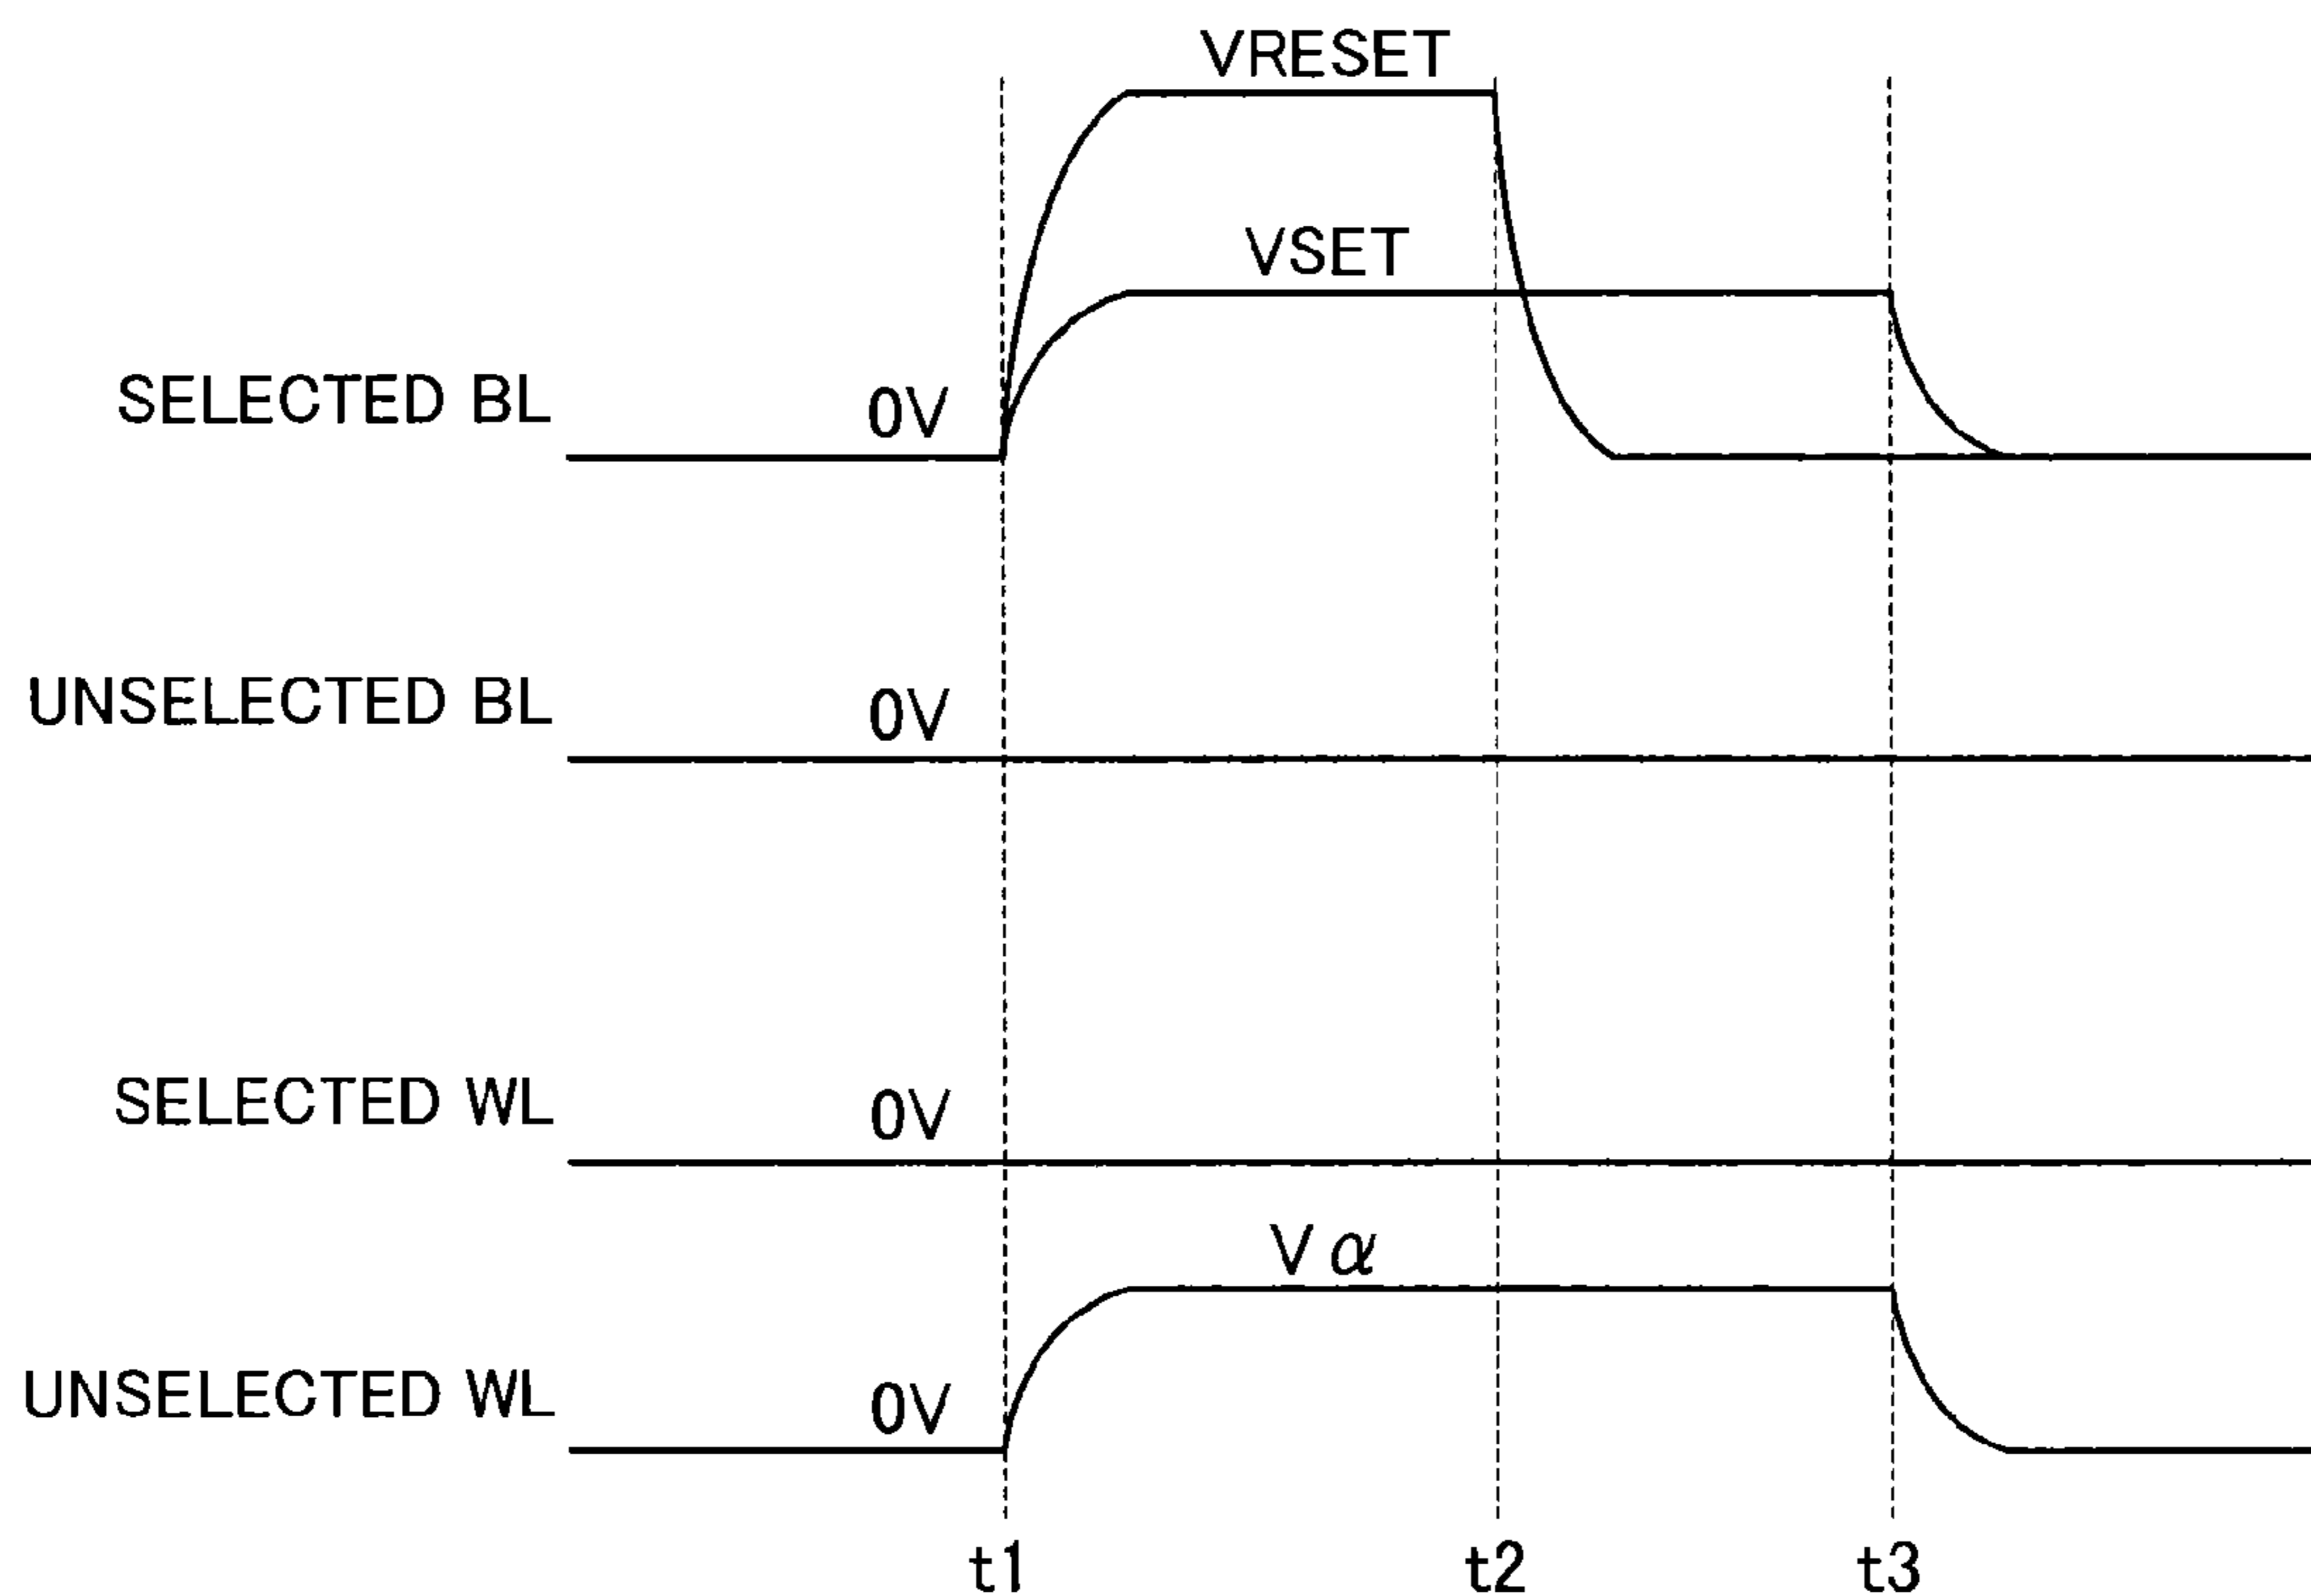 VRESET
VSET
SELECTED BL 0V
UNSELECTED BL 0V
SELECTED WL 0V
Vα
UNSELECTED WL 0V
t1 t2 t3